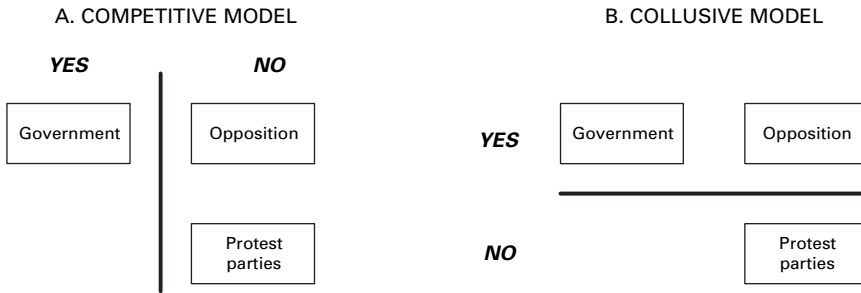 A. COMPETITIVE MODEL
YES NO
Government
Opposition
Protest
parties
B. COLLUSIVE MODEL
YES
Government
Opposition
NO
Protest
parties